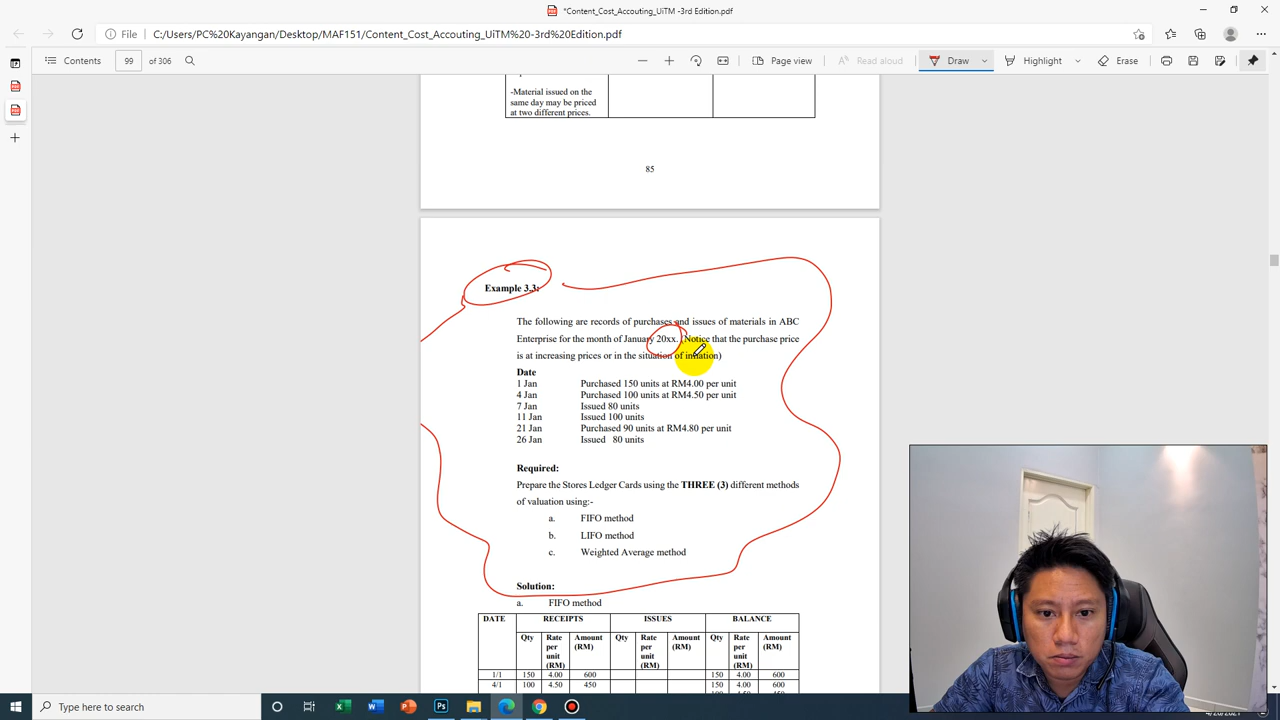 *Content_Cost_Accouting_UiTM -3rd Edition.pdf
File C:/Users/PC%20Kayangan/Desktop/MAF151/Content_Cost_Accouting_UiTM%20-3rd%20Edition.pdf
Contents 99 of 306 Page view Read aloud Draw Highlight Erase
-Material issued on the
same day may be priced
at two different prices.
85
Example 3.3:
The following are records of purchases and issues of materials in ABC
Enterprise for the month of January 20xx. (Notice that the purchase price
is at increasing prices or in the situation of inflation)
Date
1 Jan Purchased 150 units at RM4.00 per unit
4 Jan Purchased 100 units at RM4.50 per unit
7 Jan Issued 80 units
11 Jan Issued 100 units
21 Jan Purchased 90 units at RM4.80 per unit
26 Jan Issued 80 units
Required:
Prepare the Stores Ledger Cards using the THREE (3) different methods
of valuation using:-
a. FIFO method
b. LIFO method
c. Weighted Average method
Solution:
a. FIFO method
DATE RECEIPTS ISSUES BALANCE
Qty Rate per unit (RM) Amount (RM) Qty Rate per unit (RM) Amount (RM) Qty Rate per unit (RM) Amount (RM)
1/1 150 4.00 600 150 4.00 600
4/1 100 4.50 450 150 4.00 600
Type here to search